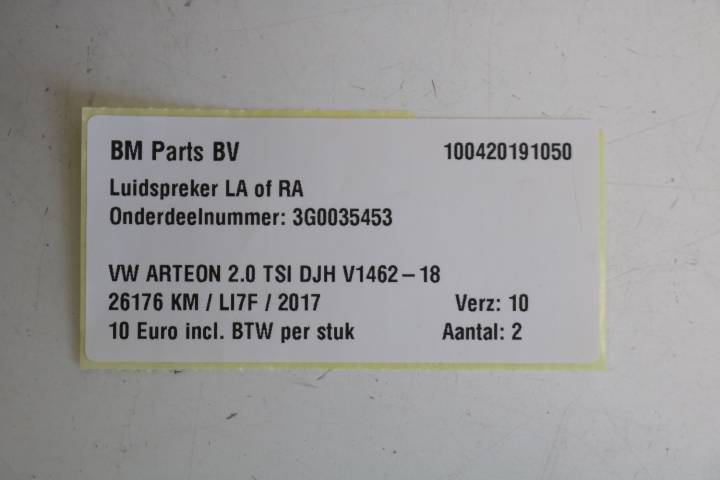 BM Parts BV 100420191050
Luidspreker LA of RA
Onderdeelnummer: 3G0035453
VW ARTEON 2.0 TSI DJH V1462-18
26176 KM / LI7F / 2017 Verz: 10
10 Euro incl. BTW per stuk Aantal: 2